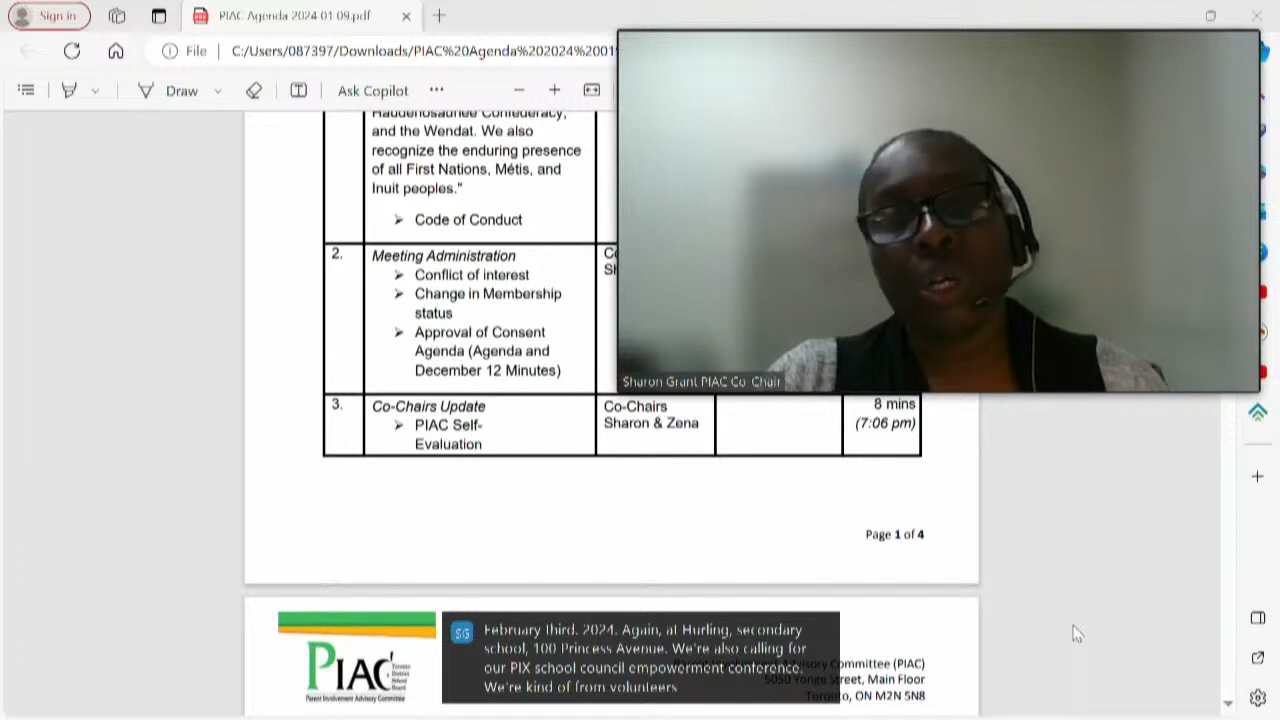 Sign in
PIAC Agenda 2024 01 09.pdf
File
C:/Users/087397/Downloads/PIAC%20Agenda%202024%2001
Draw
Ask Copilot
Haudenosaunee Confederacy,
and the Wendat. We also
recognize the enduring presence
of all First Nations, Métis, and
Inuit peoples."
Code of Conduct
2.
Meeting Administration
Conflict of interest
Change in Membership
status
Approval of Consent
Agenda (Agenda and
December 12 Minutes)
Sharon Grant PIAC Co-Chair
3.
Co-Chairs Update
PIAC Self-
Evaluation
Co-Chairs
Sharon & Zena
8 mins
(7:06 pm)
Page 1 of 4
PIAC
Toronto
District
School
Board
Parent Involvement Advisory Committee
SG
February third. 2024. Again, at Hurling, secondary
school, 100 Princess Avenue. We're also calling for
our PIX school council empowerment conference.
We're kind of from volunteers
Advisory Committee (PIAC)
5050 Yonge Street, Main Floor
Toronto, ON M2N 5N8